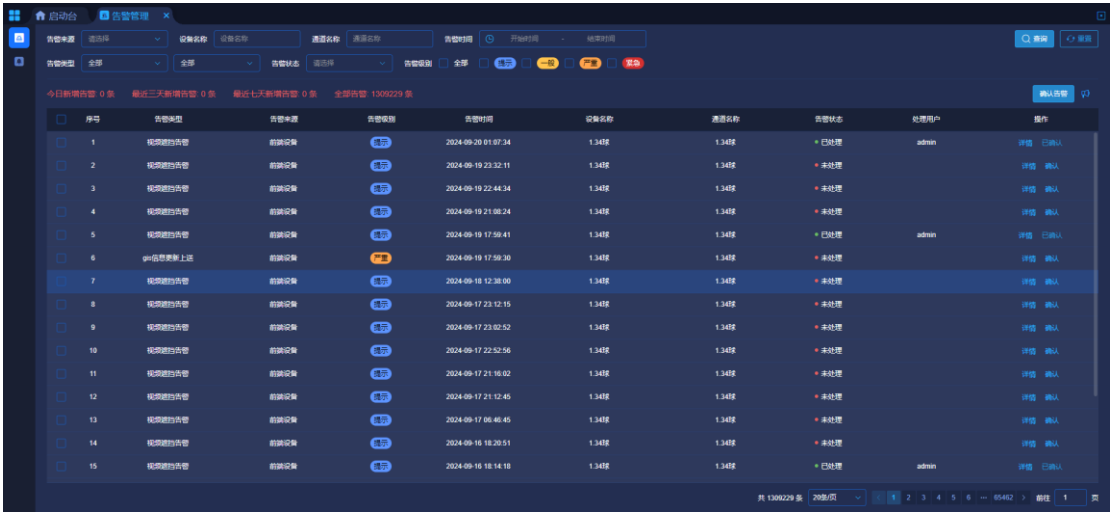 启动台 告警管理 ×
告警来源 请选择 设备名称 设备名称 通道名称 通道名称 告警时间 开始时间 - 结束时间 查询 重置
告警类型 全部 全部 告警状态 请选择 告警级别 全部 提示 一般 严重 紧急
今日新增告警: 0 条 最近三天新增告警: 0 条 最近七天新增告警: 0 条 全部告警: 1309229 条 确认告警
序号 告警类型 告警来源 告警级别 告警时间 设备名称 通道名称 告警状态 处理用户 操作
1 视频遮挡告警 前端设备 提示 2024-09-20 01:07:34 1.34球 1.34球 已处理 admin 详情 已确认
2 视频遮挡告警 前端设备 提示 2024-09-19 23:32:11 1.34球 1.34球 未处理 详情 确认
3 视频遮挡告警 前端设备 提示 2024-09-19 22:44:34 1.34球 1.34球 未处理 详情 确认
4 视频遮挡告警 前端设备 提示 2024-09-19 21:08:24 1.34球 1.34球 未处理 详情 确认
5 视频遮挡告警 前端设备 提示 2024-09-19 17:59:41 1.34球 1.34球 已处理 admin 详情 已确认
6 gis信息更新上送 前端设备 严重 2024-09-19 17:59:30 1.34球 1.34球 未处理 详情 确认
7 视频遮挡告警 前端设备 提示 2024-09-18 12:38:00 1.34球 1.34球 未处理 详情 确认
8 视频遮挡告警 前端设备 提示 2024-09-17 23:12:15 1.34球 1.34球 未处理 详情 确认
9 视频遮挡告警 前端设备 提示 2024-09-17 23:02:52 1.34球 1.34球 未处理 详情 确认
10 视频遮挡告警 前端设备 提示 2024-09-17 22:52:56 1.34球 1.34球 未处理 详情 确认
11 视频遮挡告警 前端设备 提示 2024-09-17 21:16:02 1.34球 1.34球 未处理 详情 确认
12 视频遮挡告警 前端设备 提示 2024-09-17 21:12:45 1.34球 1.34球 未处理 详情 确认
13 视频遮挡告警 前端设备 提示 2024-09-17 06:46:45 1.34球 1.34球 未处理 详情 确认
14 视频遮挡告警 前端设备 提示 2024-09-16 18:20:51 1.34球 1.34球 未处理 详情 确认
15 视频遮挡告警 前端设备 提示 2024-09-16 18:14:18 1.34球 1.34球 已处理 admin 详情 已确认
共 1309229 条 20条/页 < 1 2 3 4 5 6 ··· 65462 > 前往 1 页